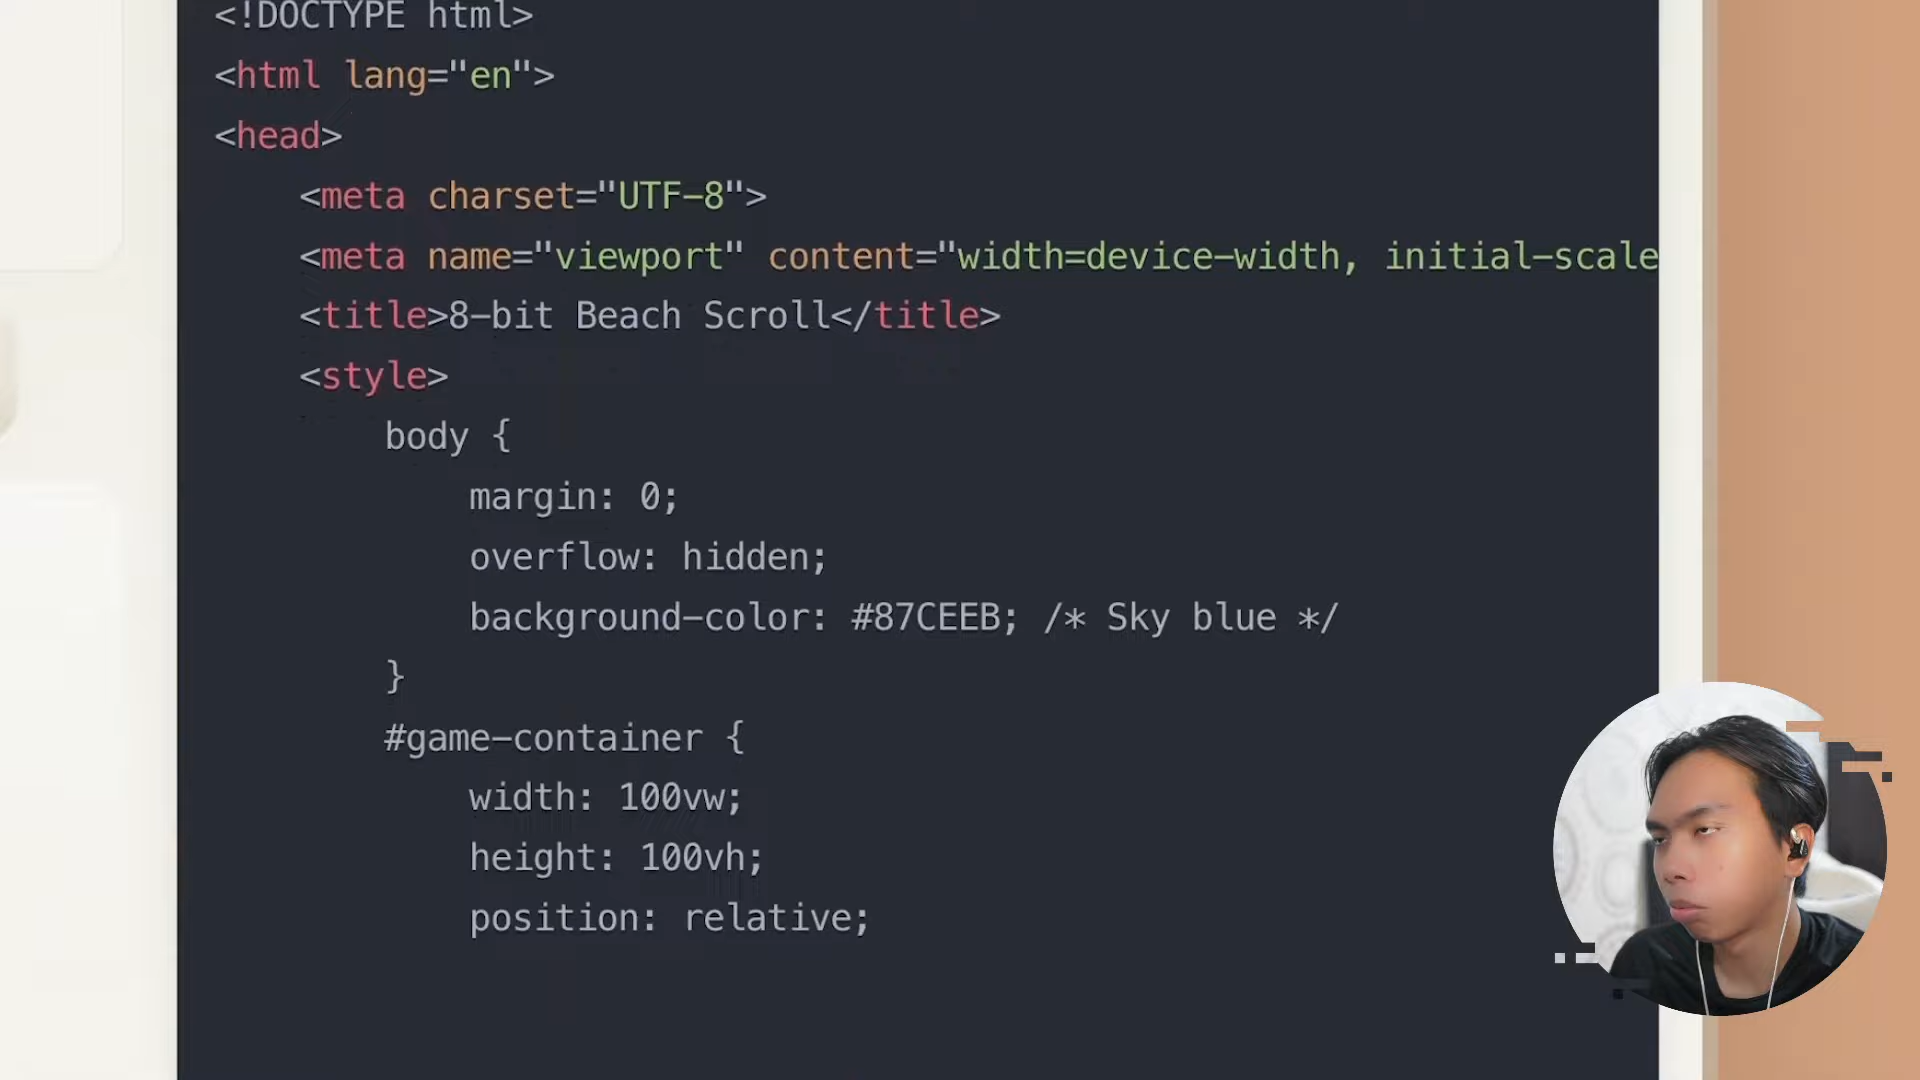 <!DOCTYPE html>
<html lang="en">
<head>
<meta charset="UTF-8">
<meta name="viewport" content="width=device-width, initial-scale
<title>8-bit Beach Scroll</title>
<style>
body {
margin: 0;
overflow: hidden;
background-color: #87CEEB; /* Sky blue */
}
#game-container {
width: 100vw;
height: 100vh;
position: relative;